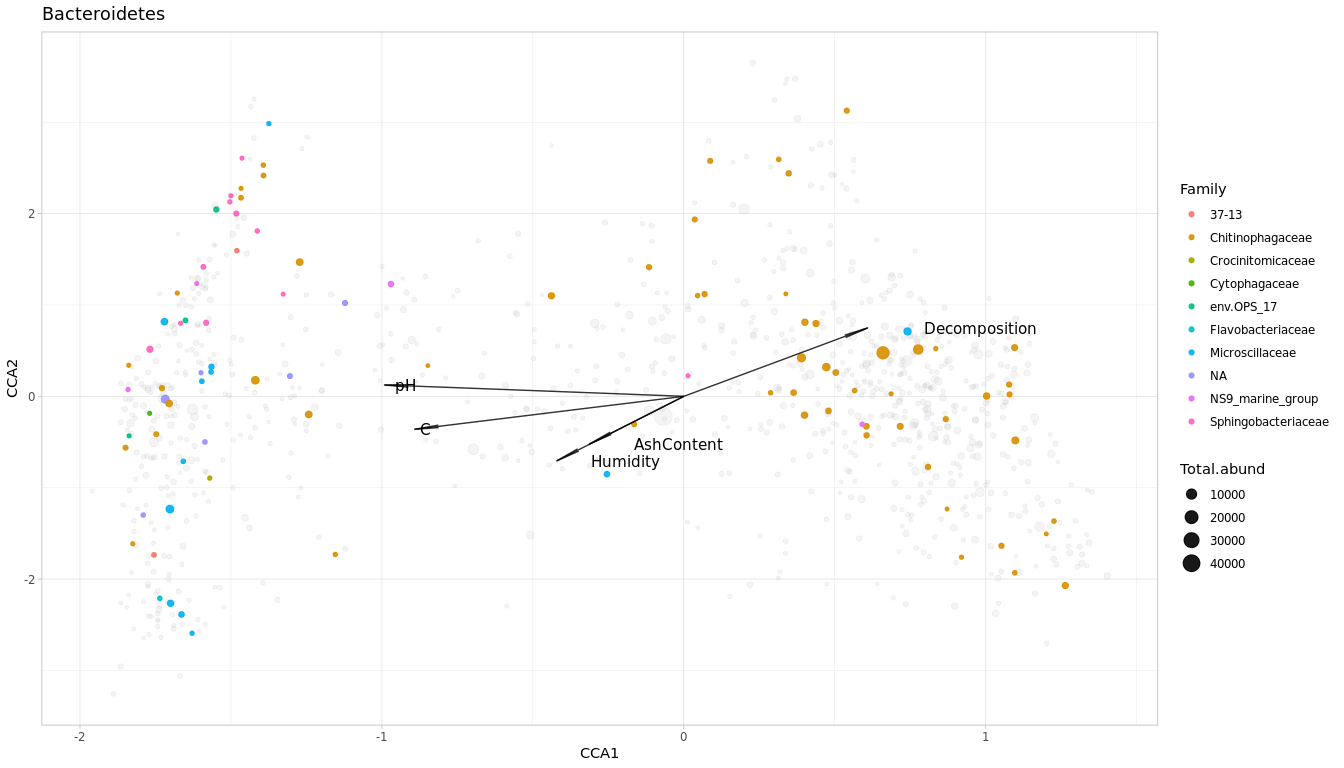 Bacteroidetes
CCA2
2
0
-2
-2
-1
0
1
CCA1
Decomposition
pH
C
AshContent
Humidity
Family
37-13
Chitinophagaceae
Crocinitomicaceae
Cytophagaceae
env.OPS_17
Flavobacteriaceae
Microscillaceae
NA
NS9_marine_group
Sphingobacteriaceae
Total.abund
10000
20000
30000
40000